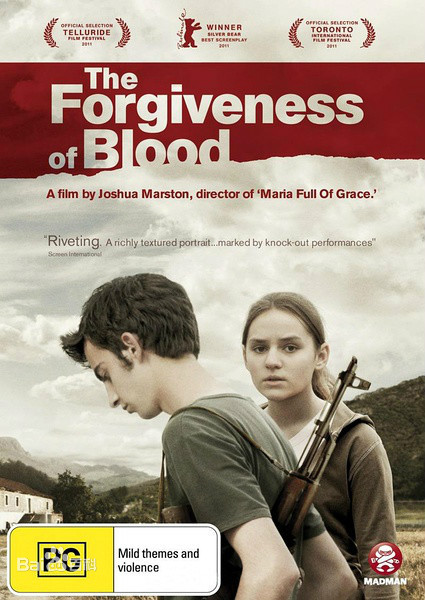 OFFICIAL SELECTION
TELLURIDE
FILM FESTIVAL
2011
WINNER
SILVER BEAR
BEST SCREENPLAY
2011
OFFICIAL SELECTION
TORONTO
INTERNATIONAL
FILM FESTIVAL
2011
The
Forgiveness
of Blood
A film by Joshua Marston, director of ‘Maria Full Of Grace.’
“Riveting. A richly textured portrait...marked by knock-out performances”
Screen International
PG
Mild themes and
violence
MADMAN